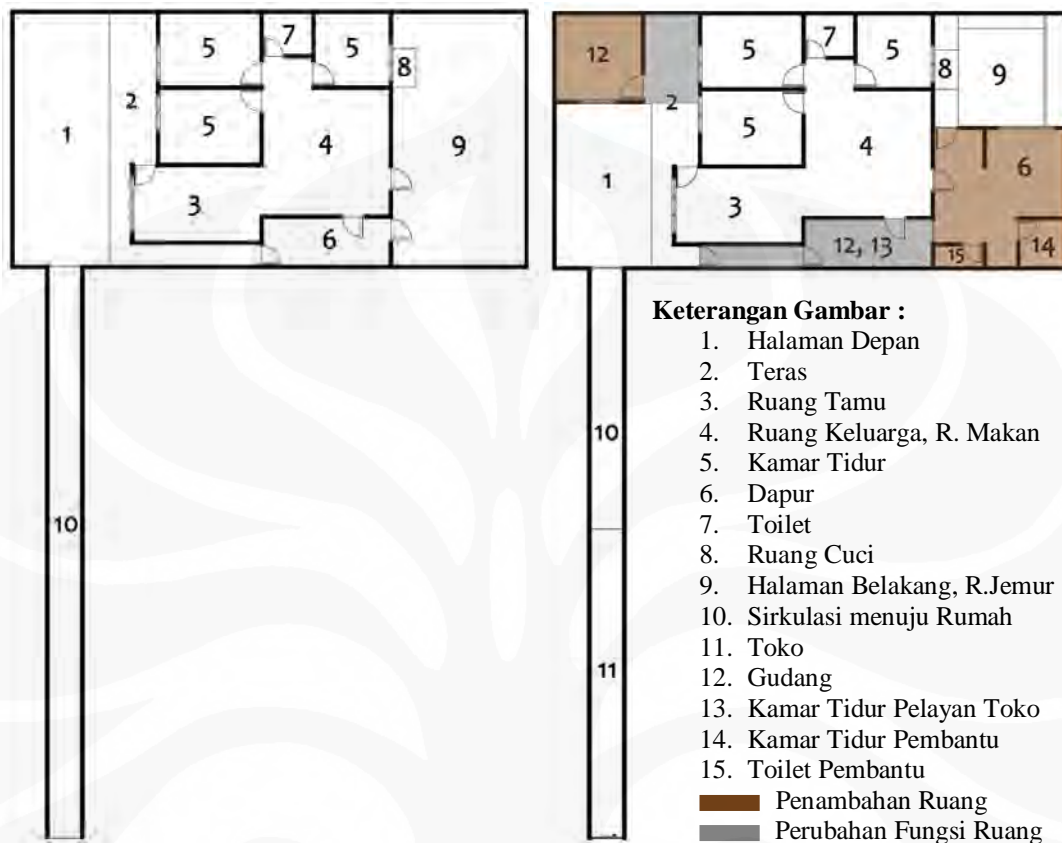 5
7
5
8
2
1
5
4
9
3
6
10
12
7
5
5
8
9
2
5
4
1
6
3
12, 13
15
14
10
11
Keterangan Gambar :
1. Halaman Depan
2. Teras
3. Ruang Tamu
4. Ruang Keluarga, R. Makan
5. Kamar Tidur
6. Dapur
7. Toilet
8. Ruang Cuci
9. Halaman Belakang, R.Jemur
10. Sirkulasi menuju Rumah
11. Toko
12. Gudang
13. Kamar Tidur Pelayan Toko
14. Kamar Tidur Pembantu
15. Toilet Pembantu
Penambahan Ruang
Perubahan Fungsi Ruang